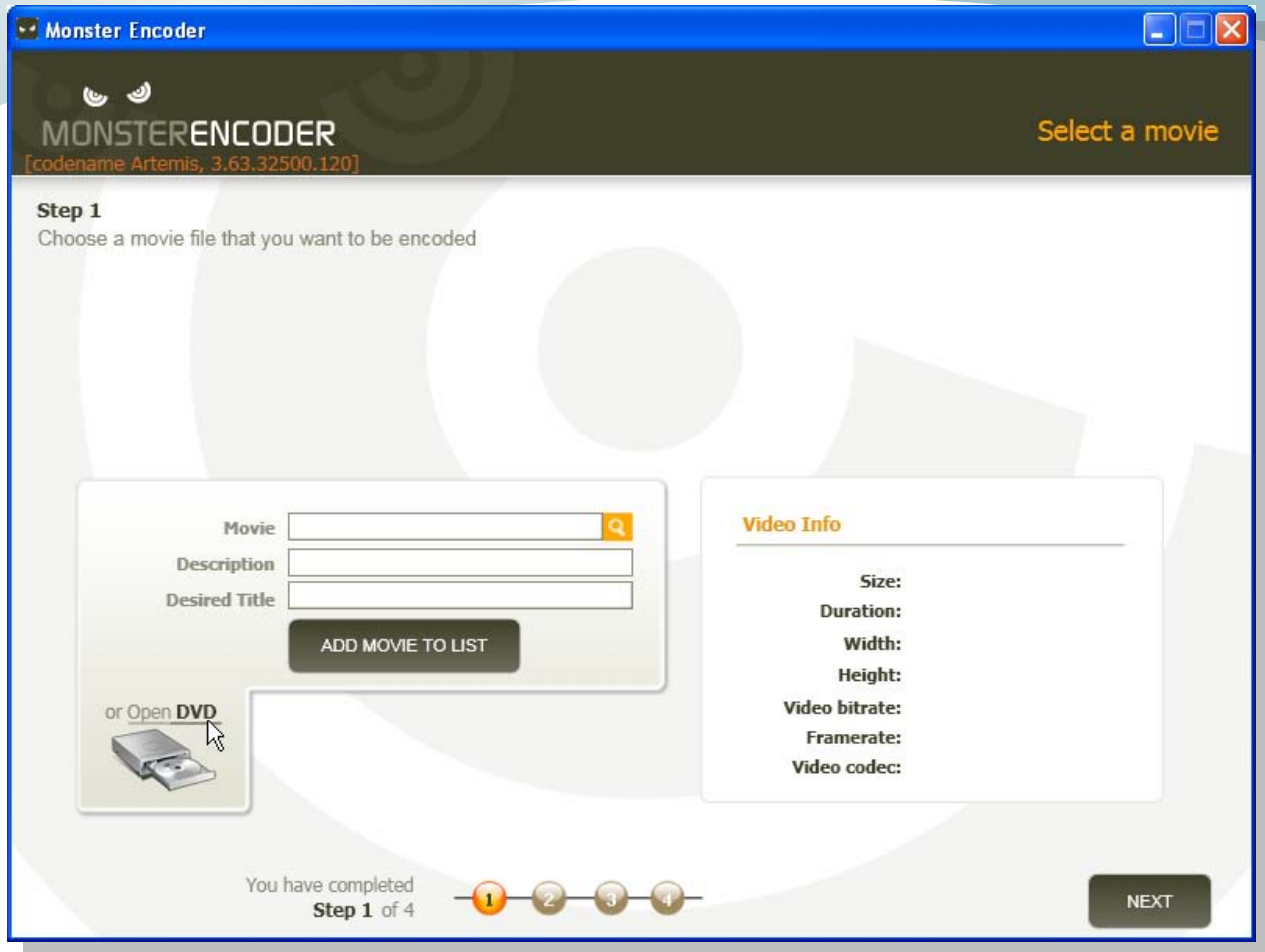 Monster Encoder
MONSTERENCODER
[codename Artemis, 3.63.32500.120]
Select a movie
Step 1
Choose a movie file that you want to be encoded
Movie
Description
Desired Title
ADD MOVIE TO LIST
or Open DVD
Video Info
Size:
Duration:
Width:
Height:
Video bitrate:
Framerate:
Video codec:
You have completed
Step 1 of 4
1 2 3 4
NEXT